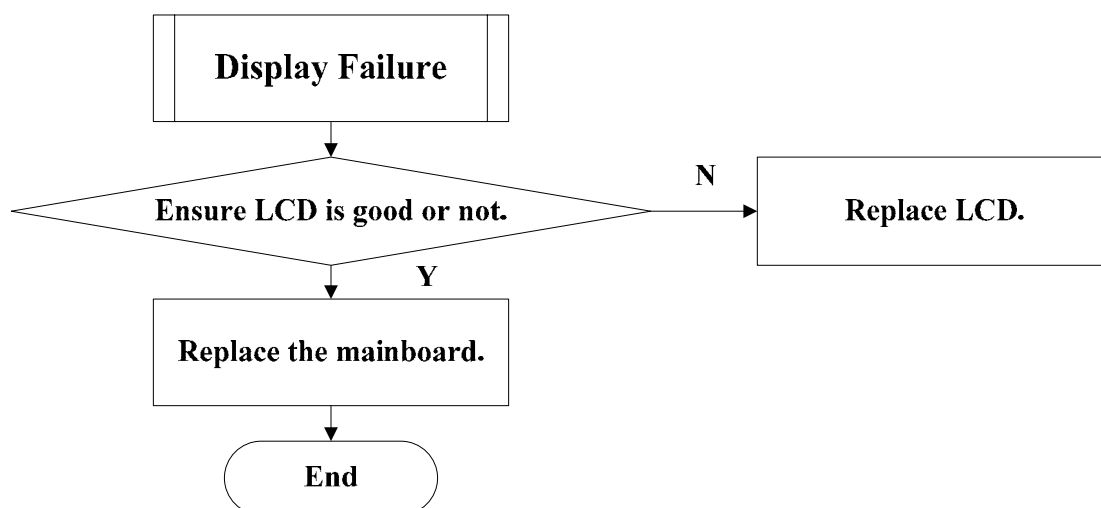 Display Failure
Ensure LCD is good or not.
N
Replace LCD.
Y
Replace the mainboard.
End